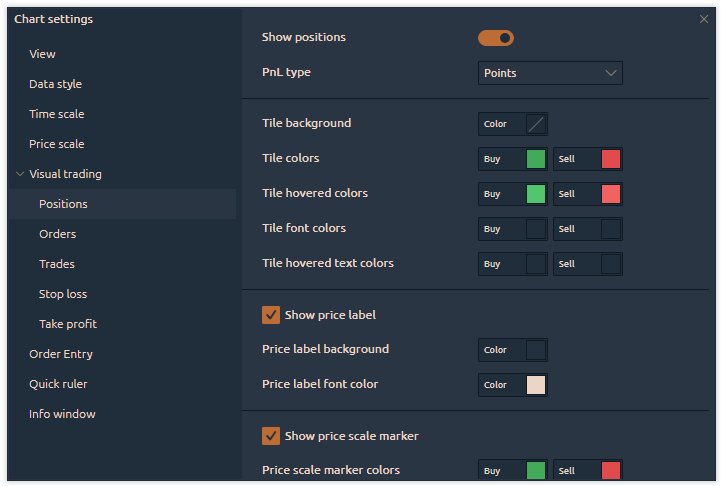 Chart settings
View
Data style
Time scale
Price scale
Visual trading
Positions
Orders
Trades
Stop loss
Take profit
Order Entry
Quick ruler
Info window
Show positions
PnL type Points
Tile background Color
Tile colors Buy Sell
Tile hovered colors Buy Sell
Tile font colors Buy Sell
Tile hovered text colors Buy Sell
Show price label
Price label background Color
Price label font color Color
Show price scale marker
Price scale marker colors Buy Sell